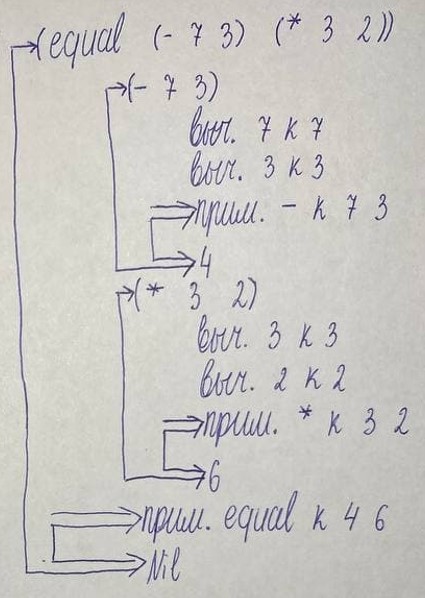 (equal (- 7 3) (* 3 2))
(- 7 3)
выч. 7 к 7
выч. 3 к 3
прим. - к 7 3
4
(* 3 2)
выч. 3 к 3
выч. 2 к 2
прим. * к 3 2
6
прим. equal к 4 6
Nil